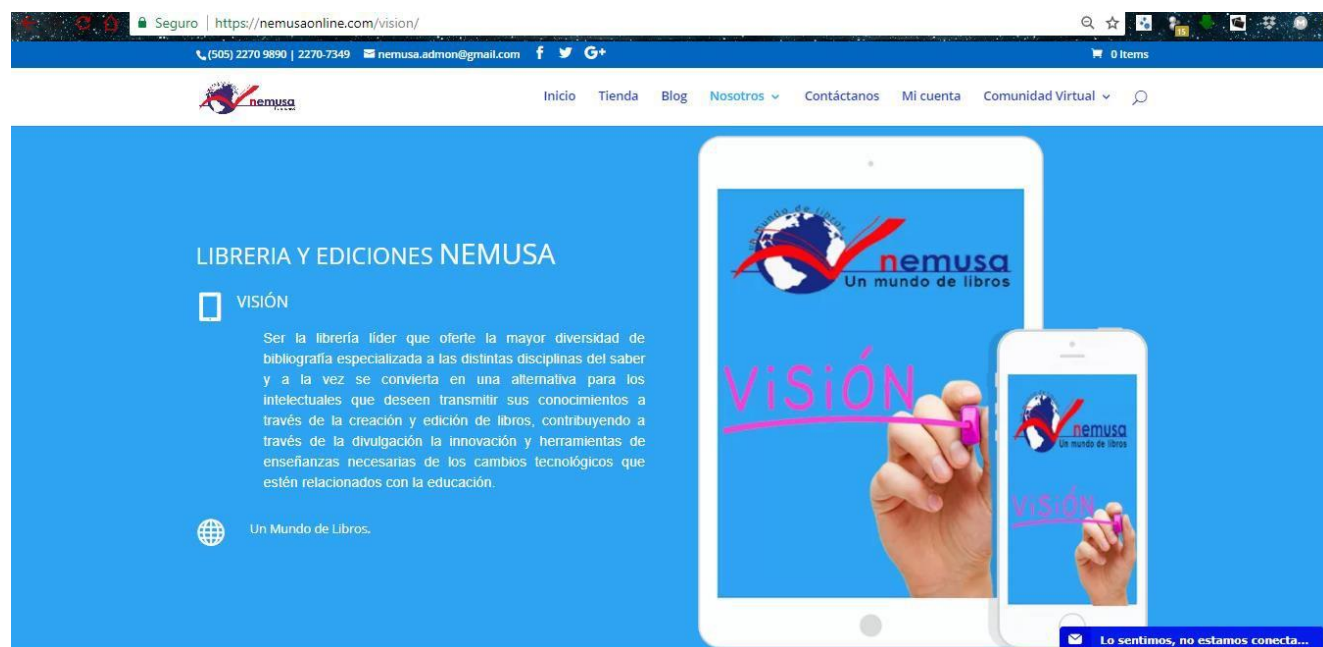 Seguro | https://nemusaonline.com/vision/
15
(505) 2270 9890 | 2270-7349 nemusa.admon@gmail.com f G+ 0 Items
nemusa
Inicio Tienda Blog Nosotros Contáctanos Mi cuenta Comunidad Virtual
LIBRERIA Y EDICIONES NEMUSA
VISIÓN
Ser la librería líder que oferte la mayor diversidad de
bibliografía especializada a las distintas disciplinas del saber
y a la vez se convierta en una alternativa para los
intelectuales que deseen transmitir sus conocimientos a
través de la creación y edición de libros, contribuyendo a
través de la divulgación la innovación y herramientas de
enseñanzas necesarias de los cambios tecnológicos que
estén relacionados con la educación.
Un Mundo de Libros.
un mundo de libros
nemusa
Un mundo de libros
ViSiÓN
nemusa
Un mundo de libros
ViSiÓN
Lo sentimos, no estamos conecta...